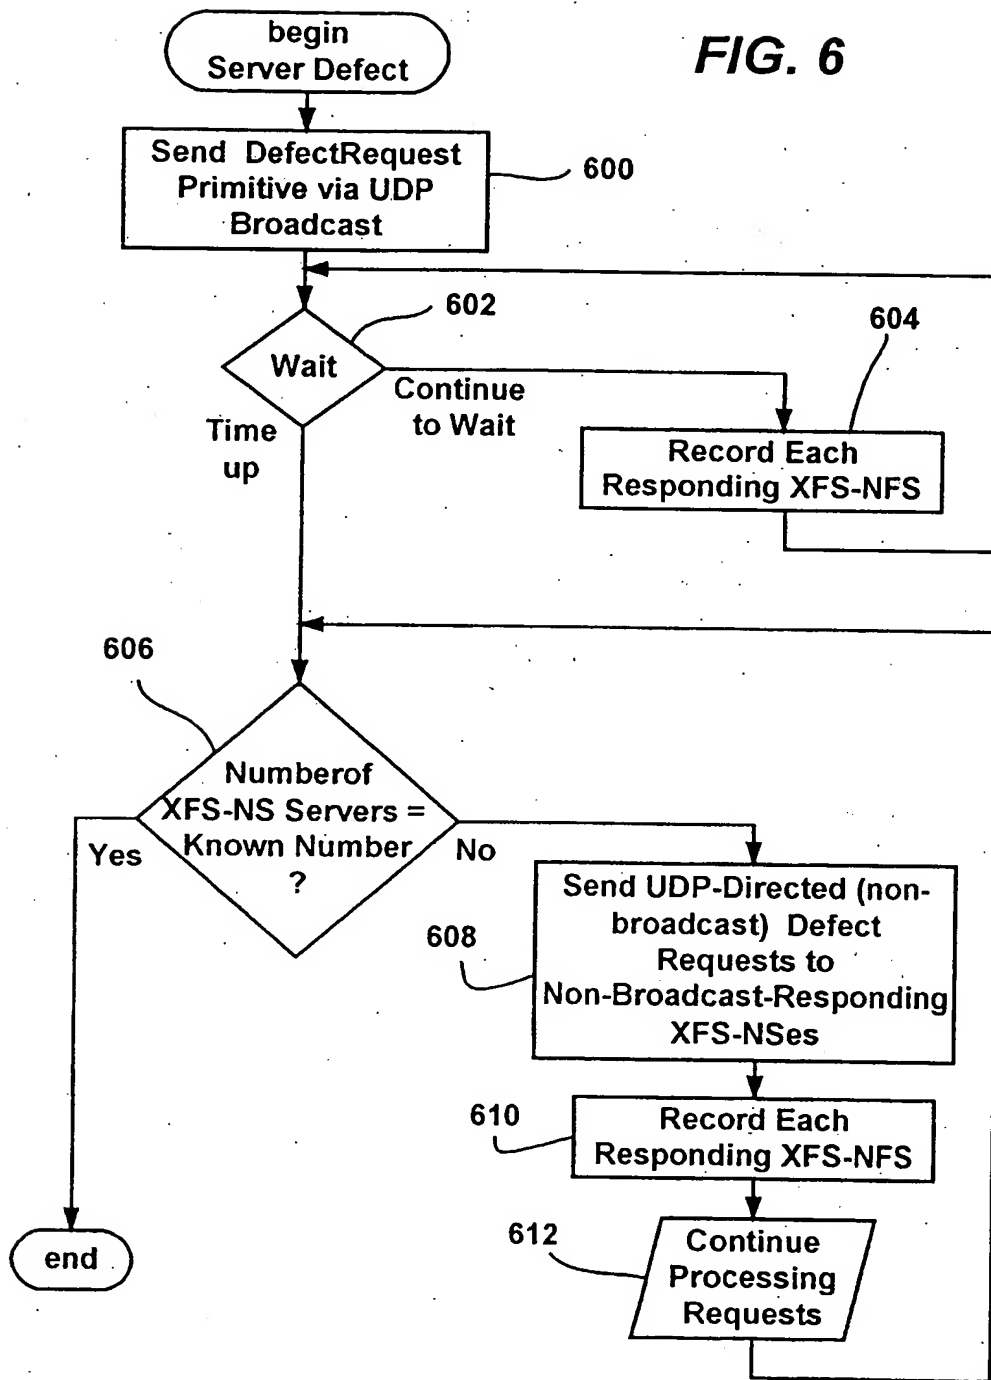 FIG. 6
begin
Server Defect
Send DefectRequest
Primitive via UDP
Broadcast
600
602
Wait
Continue
to Wait
Time
up
604
Record Each
Responding XFS-NFS
606
Numberof
XFS-NS Servers =
Known Number
?
Yes
No
608
Send UDP-Directed (non-
broadcast) Defect
Requests to
Non-Broadcast-Responding
XFS-NSes
610
Record Each
Responding XFS-NFS
612
Continue
Processing
Requests
end